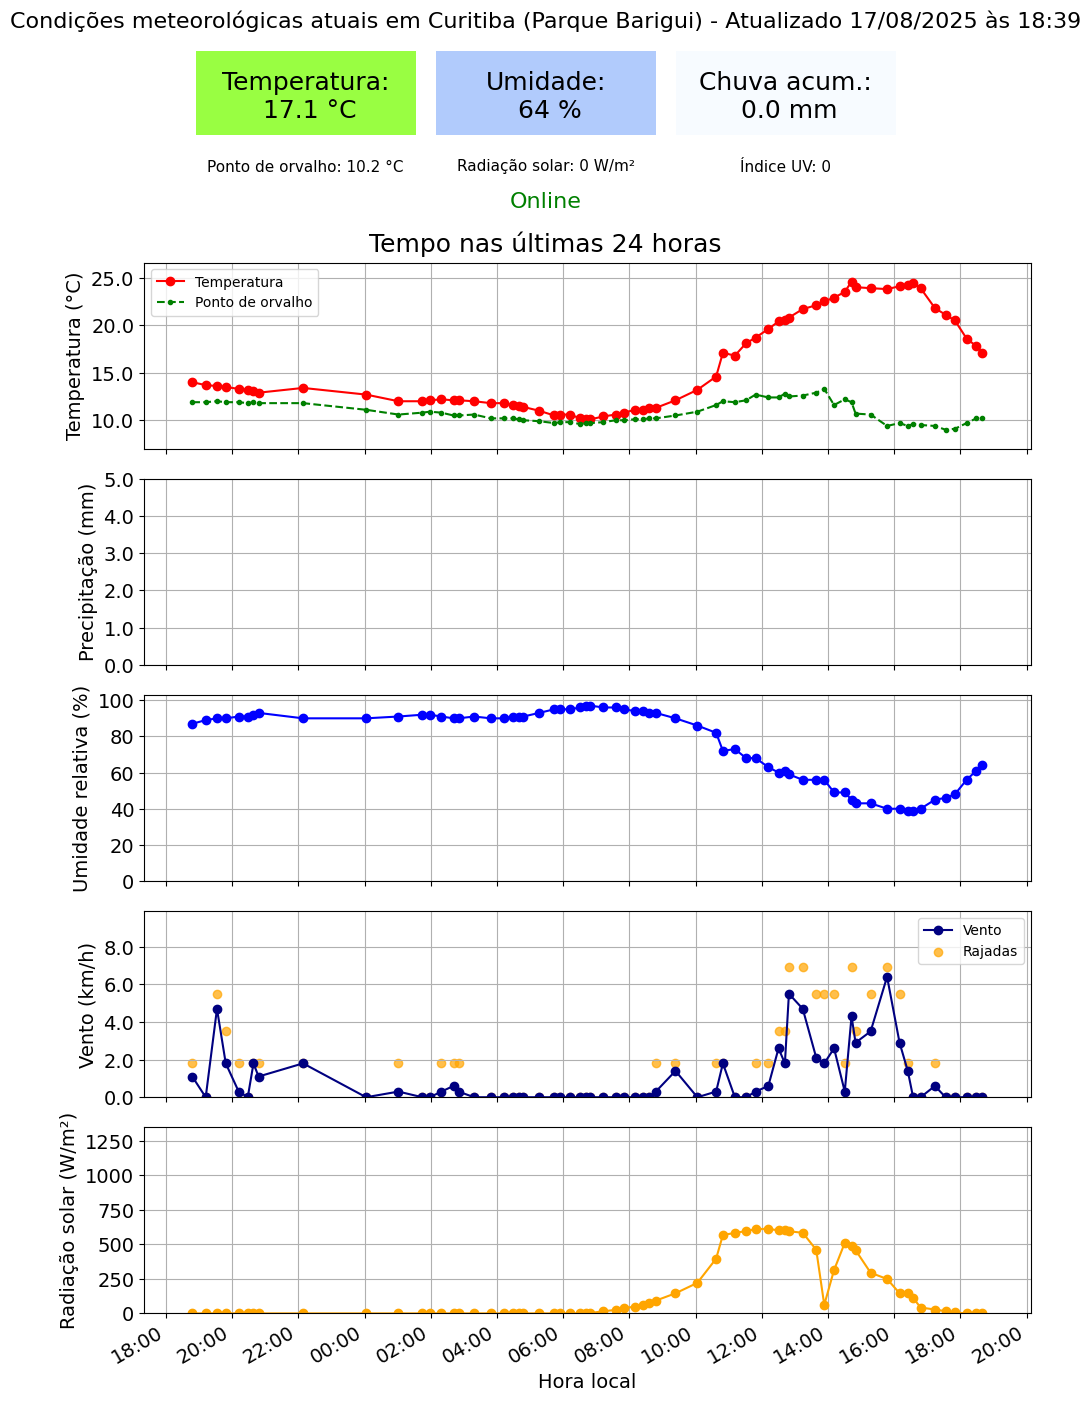 Condições meteorológicas atuais em Curitiba (Parque Barigui) - Atualizado 17/08/2025 às 18:39
Temperatura:
17.1 °C
Umidade:
64 %
Chuva acum.:
0.0 mm
Ponto de orvalho: 10.2 °C
Radiação solar: 0 W/m²
Índice UV: 0
Online
Tempo nas últimas 24 horas
Temperatura (°C)
25.0
20.0
15.0
10.0
Temperatura
Ponto de orvalho
Precipitação (mm)
5.0
4.0
3.0
2.0
1.0
0.0
Umidade relativa (%)
100
80
60
40
20
0
Vento (km/h)
8.0
6.0
4.0
2.0
0.0
Vento
Rajadas
Radiação solar (W/m²)
1250
1000
750
500
250
0
18:00
20:00
22:00
00:00
02:00
04:00
06:00
08:00
10:00
12:00
14:00
16:00
18:00
20:00
Hora local